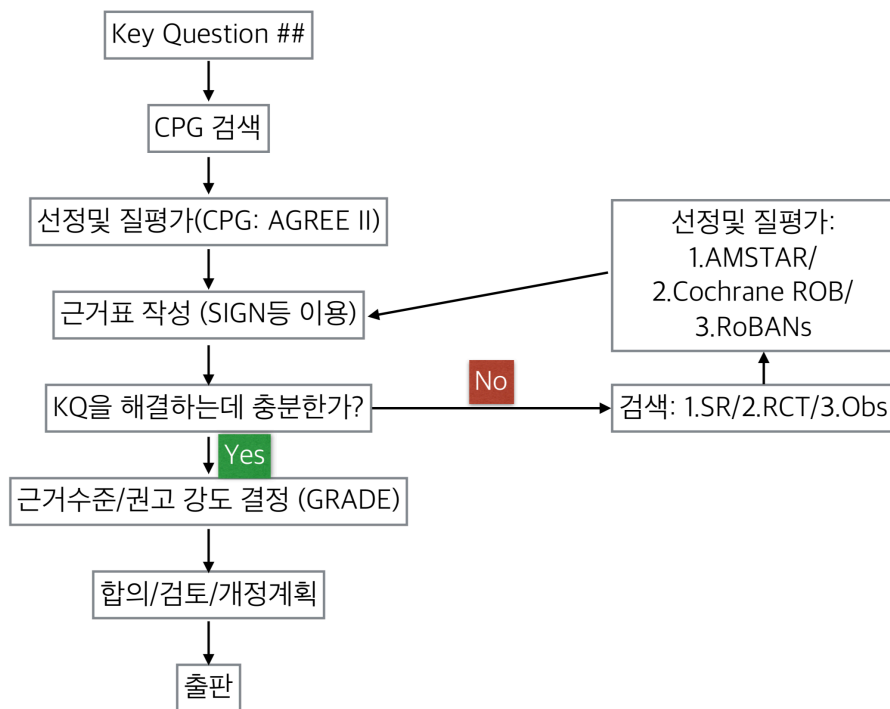 Key Question ##
CPG 검색
선정및 질평가(CPG: AGREE II)
근거표 작성 (SIGN등 이용)
KQ을 해결하는데 충분한가?
No
검색: 1.SR/2.RCT/3.Obs
선정및 질평가:
1.AMSTAR/
2.Cochrane ROB/
3.RoBANs
Yes
근거수준/권고 강도 결정 (GRADE)
합의/검토/개정계획
출판